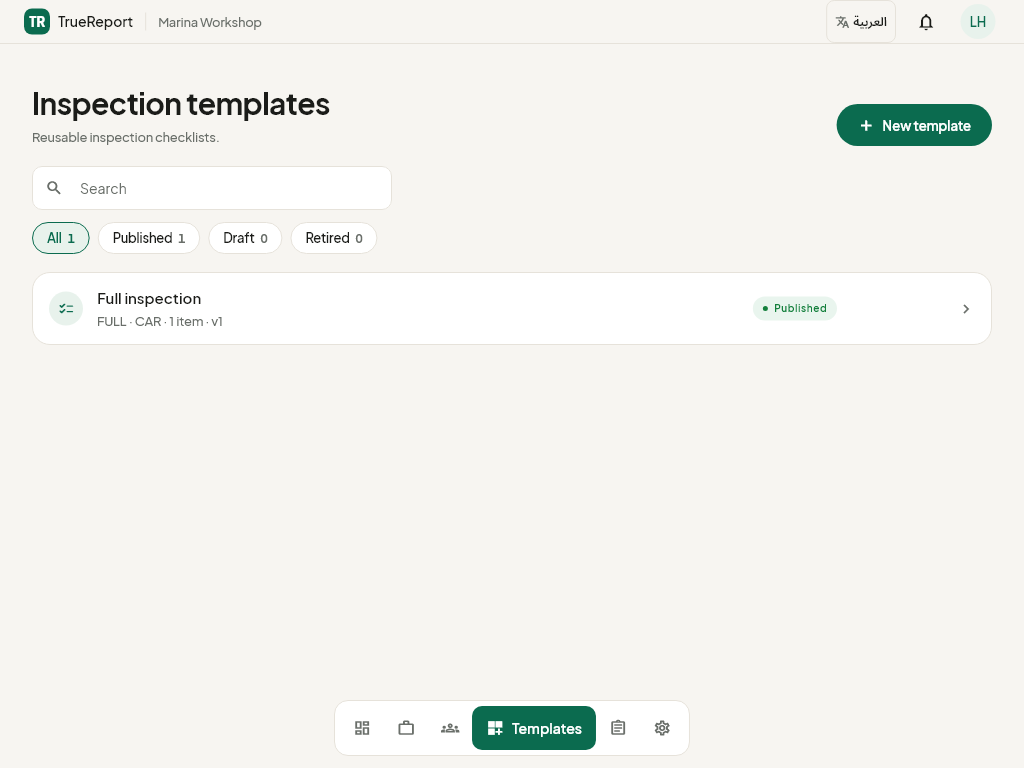 TR TrueReport Marina Workshop العربية LH
Inspection templates
Reusable inspection checklists.
New template
Search
All 1 Published 1 Draft 0 Retired 0
Full inspection
FULL · CAR · 1 item · v1
Published
Templates